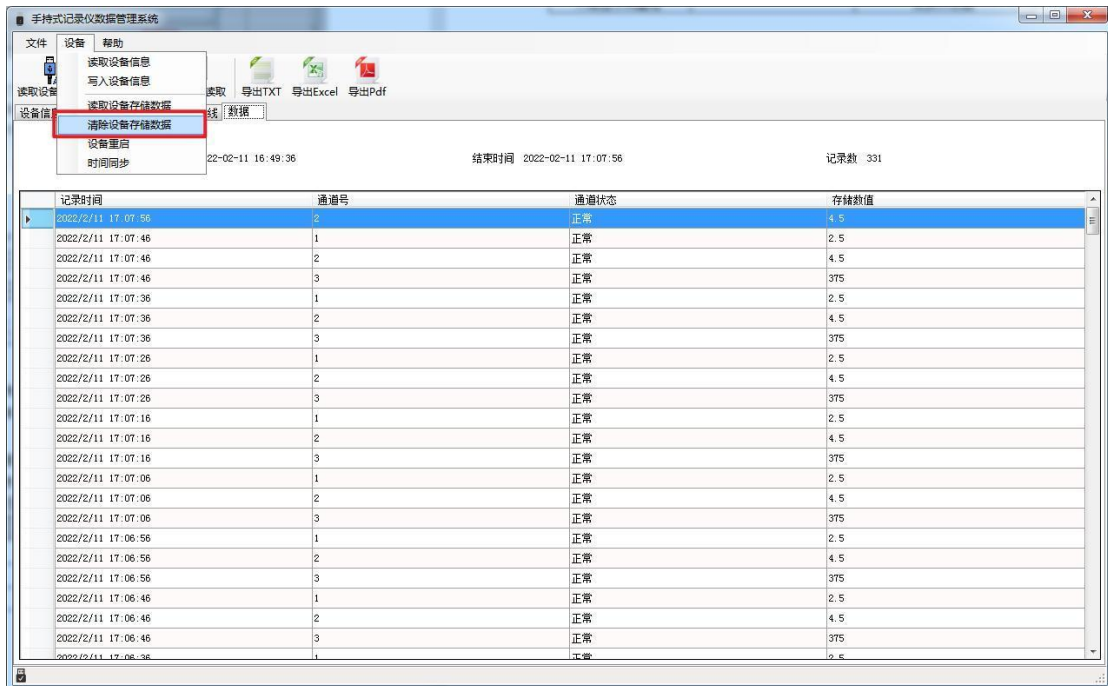 手持式记录仪数据管理系统
文件 设备 帮助
读取设备信息
写入设备信息
读取设备存储数据
清除设备存储数据
设备重启
时间同步
读取设备 读取 导出TXT 导出Excel 导出Pdf
设备信息 线 数据
22-02-11 16:49:36 结束时间 2022-02-11 17:07:56 记录数 331
记录时间 通道号 通道状态 存储数值
2022/2/11 17:07:56 2 正常 4.5
2022/2/11 17:07:46 1 正常 2.5
2022/2/11 17:07:46 2 正常 4.5
2022/2/11 17:07:46 3 正常 375
2022/2/11 17:07:36 1 正常 2.5
2022/2/11 17:07:36 2 正常 4.5
2022/2/11 17:07:36 3 正常 375
2022/2/11 17:07:26 1 正常 2.5
2022/2/11 17:07:26 2 正常 4.5
2022/2/11 17:07:26 3 正常 375
2022/2/11 17:07:16 1 正常 2.5
2022/2/11 17:07:16 2 正常 4.5
2022/2/11 17:07:16 3 正常 375
2022/2/11 17:07:06 1 正常 2.5
2022/2/11 17:07:06 2 正常 4.5
2022/2/11 17:07:06 3 正常 375
2022/2/11 17:06:56 1 正常 2.5
2022/2/11 17:06:56 2 正常 4.5
2022/2/11 17:06:56 3 正常 375
2022/2/11 17:06:46 1 正常 2.5
2022/2/11 17:06:46 2 正常 4.5
2022/2/11 17:06:46 3 正常 375
2022/2/11 17:06:36 1 正常 2.5